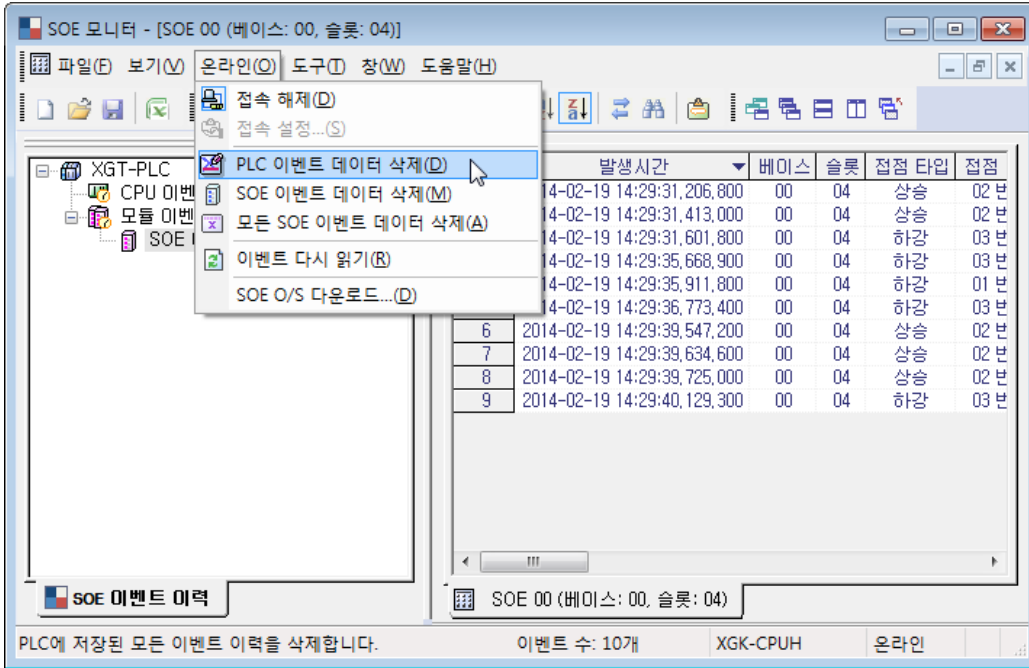 SOE 모니터 - [SOE 00 (베이스: 00, 슬롯: 04)]
파일(F) 보기(V) 온라인(O) 도구(T) 창(W) 도움말(H)
접속 해제(D)
접속 설정...(S)
PLC 이벤트 데이터 삭제(D)
SOE 이벤트 데이터 삭제(M)
모든 SOE 이벤트 데이터 삭제(A)
이벤트 다시 읽기(R)
SOE O/S 다운로드...(D)
XGT-PLC
CPU 이벤
모듈 이벤
SOE
발생시간 베이스 슬롯 접점 타입 접점
14-02-19 14:29:31,206,800 00 04 상승 02 번
14-02-19 14:29:31,413,000 00 04 상승 02 번
14-02-19 14:29:31,601,800 00 04 하강 03 번
14-02-19 14:29:35,668,900 00 04 하강 03 번
14-02-19 14:29:35,911,800 00 04 하강 01 번
14-02-19 14:29:36,773,400 00 04 하강 03 번
6 2014-02-19 14:29:39,547,200 00 04 상승 02 번
7 2014-02-19 14:29:39,634,600 00 04 상승 02 번
8 2014-02-19 14:29:39,725,000 00 04 상승 02 번
9 2014-02-19 14:29:40,129,300 00 04 하강 03 번
SOE 이벤트 이력
SOE 00 (베이스: 00, 슬롯: 04)
PLC에 저장된 모든 이벤트 이력을 삭제합니다. 이벤트 수: 10개 XGK-CPUH 온라인